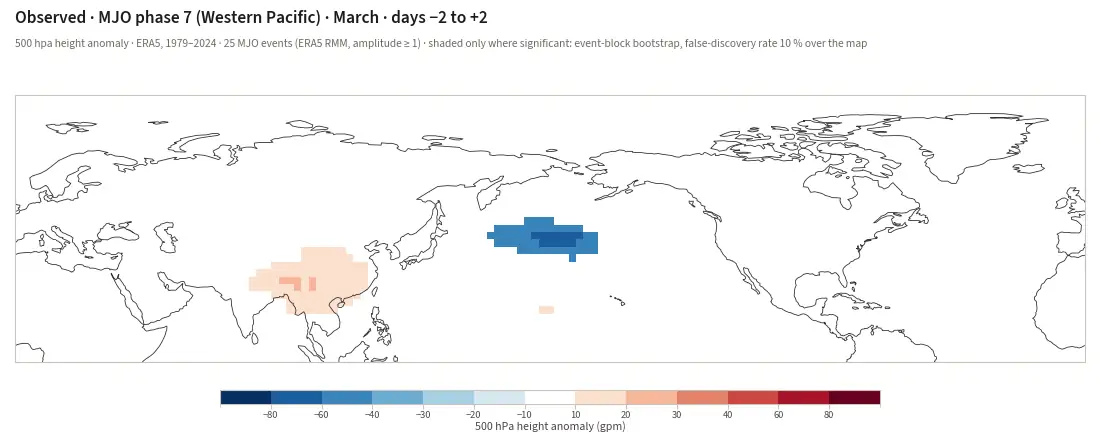 Observed · MJO phase 7 (Western Pacific) · March · days −2 to +2
500 hpa height anomaly · ERA5, 1979–2024 · 25 MJO events (ERA5 RMM, amplitude ≥ 1) · shaded only where significant: event-block bootstrap, false-discovery rate 10 % over the map
−80 −60 −40 −30 −20 −10 10 20 30 40 60 80
500 hPa height anomaly (gpm)